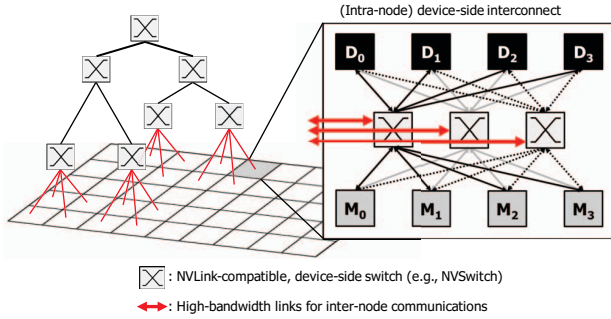 (Intra-node) device-side interconnect
D0 D1 D2 D3
M0 M1 M2 M3
: NVLink-compatible, device-side switch (e.g., NVSwitch)
: High-bandwidth links for inter-node communications